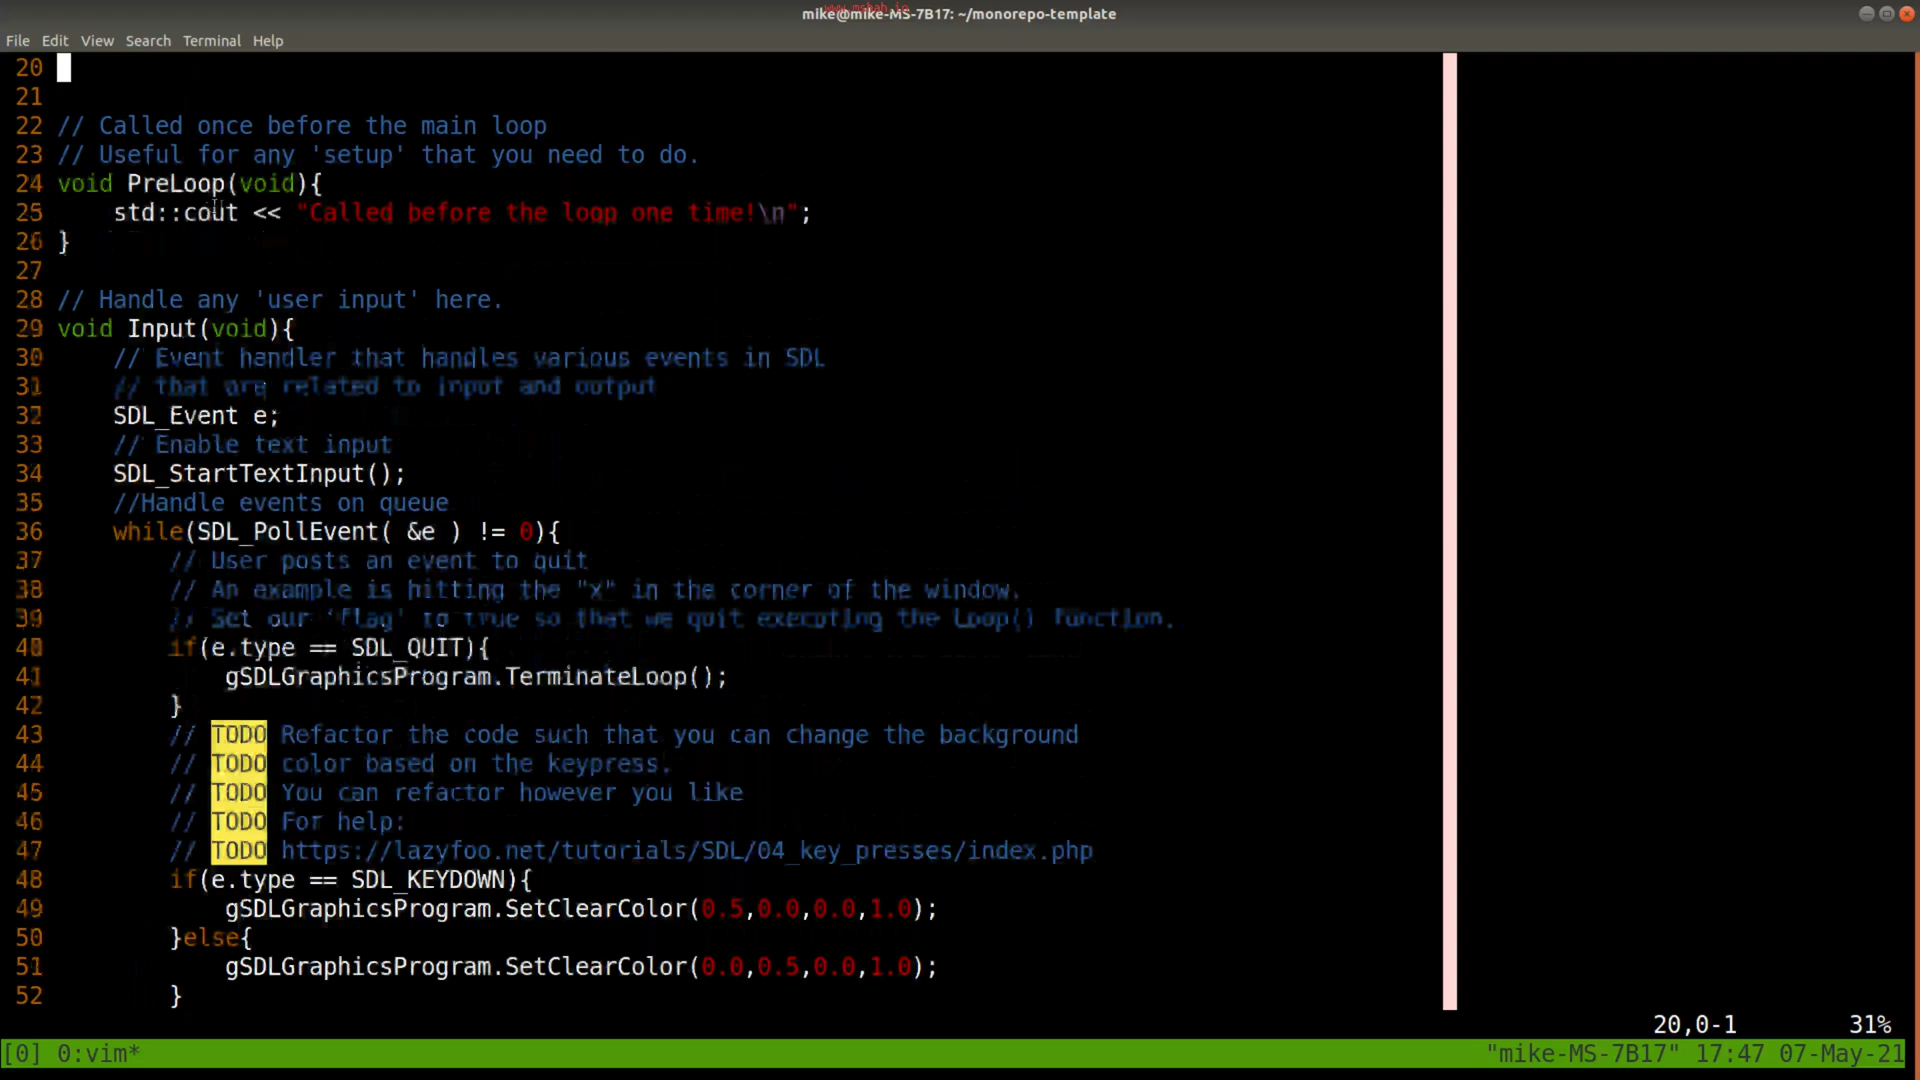 www.mshah.io
mike@mike-MS-7B17: ~/monorepo-template
File Edit View Search Terminal Help
20
21
22 // Called once before the main loop
23 // Useful for any 'setup' that you need to do.
24 void PreLoop(void){
25     std::cout << "Called before the loop one time!\n";
26 }
27
28 // Handle any 'user input' here.
29 void Input(void){
30     // Event handler that handles various events in SDL
31     // that are related to input and output
32     SDL_Event e;
33     // Enable text input
34     SDL_StartTextInput();
35     //Handle events on queue
36     while(SDL_PollEvent( &e ) != 0){
37         // User posts an event to quit
38         // An example is hitting the "x" in the corner of the window.
39         // Set our 'flag' to true so that we quit executing the Loop() function.
40         if(e.type == SDL_QUIT){
41             gSDLGraphicsProgram.TerminateLoop();
42         }
43         // TODO Refactor the code such that you can change the background
44         // TODO color based on the keypress.
45         // TODO You can refactor however you like
46         // TODO For help:
47         // TODO https://lazyfoo.net/tutorials/SDL/04_key_presses/index.php
48         if(e.type == SDL_KEYDOWN){
49             gSDLGraphicsProgram.SetClearColor(0.5,0.0,0.0,1.0);
50         }else{
51             gSDLGraphicsProgram.SetClearColor(0.0,0.5,0.0,1.0);
52         }
20,0-1 31%
[0] 0:vim* "mike-MS-7B17" 17:47 07-May-21